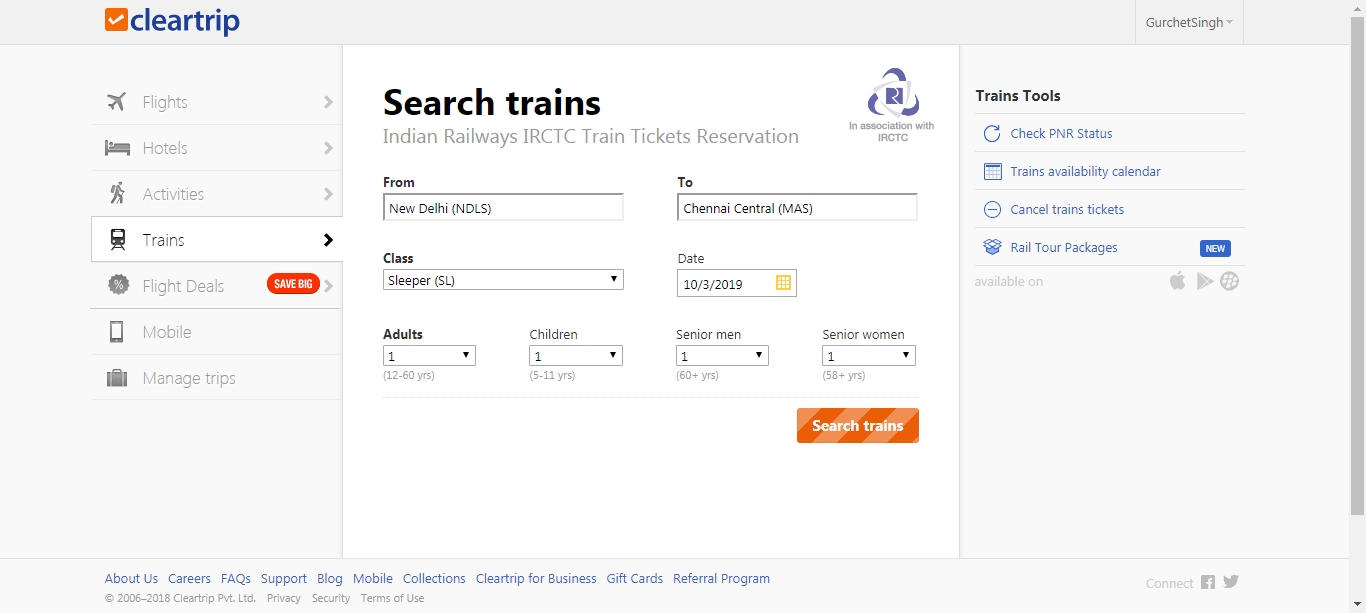 cleartrip
GurchetSingh
Flights
Hotels
Activities
Trains
Flight Deals SAVE BIG
Mobile
Manage trips
Search trains
Indian Railways IRCTC Train Tickets Reservation
In association with
IRCTC
From
New Delhi (NDLS)
To
Chennai Central (MAS)
Class
Sleeper (SL)
Date
10/3/2019
Adults
1
(12-60 yrs)
Children
1
(5-11 yrs)
Senior men
1
(60+ yrs)
Senior women
1
(58+ yrs)
Search trains
Trains Tools
Check PNR Status
Trains availability calendar
Cancel trains tickets
Rail Tour Packages NEW
available on
About Us Careers FAQs Support Blog Mobile Collections Cleartrip for Business Gift Cards Referral Program
© 2006–2018 Cleartrip Pvt. Ltd. Privacy Security Terms of Use
Connect